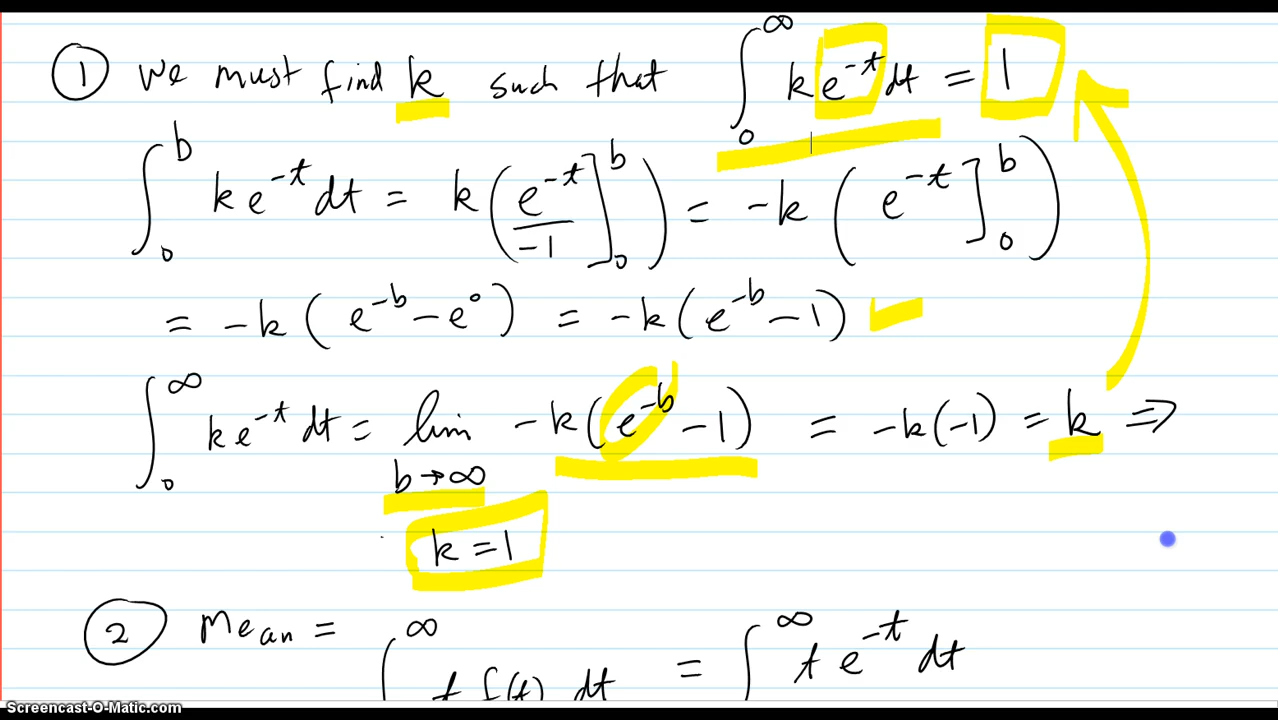 ① We must find k such that ∫₀^∞ k e^{-t} dt = 1
∫₀^b k e^{-t} dt = k ( e^{-t}/-1 ]₀^b ) = -k ( e^{-t} ]₀^b )
= -k ( e^{-b} - e^0 ) = -k ( e^{-b} - 1 )
∫₀^∞ k e^{-t} dt = lim b→∞ -k ( e^{-b} - 1 ) = -k(-1) = k ⇒
k = 1
② Mean = ∫^∞ t f(t) dt = ∫^∞ t e^{-t} dt
Screencast-O-Matic.com